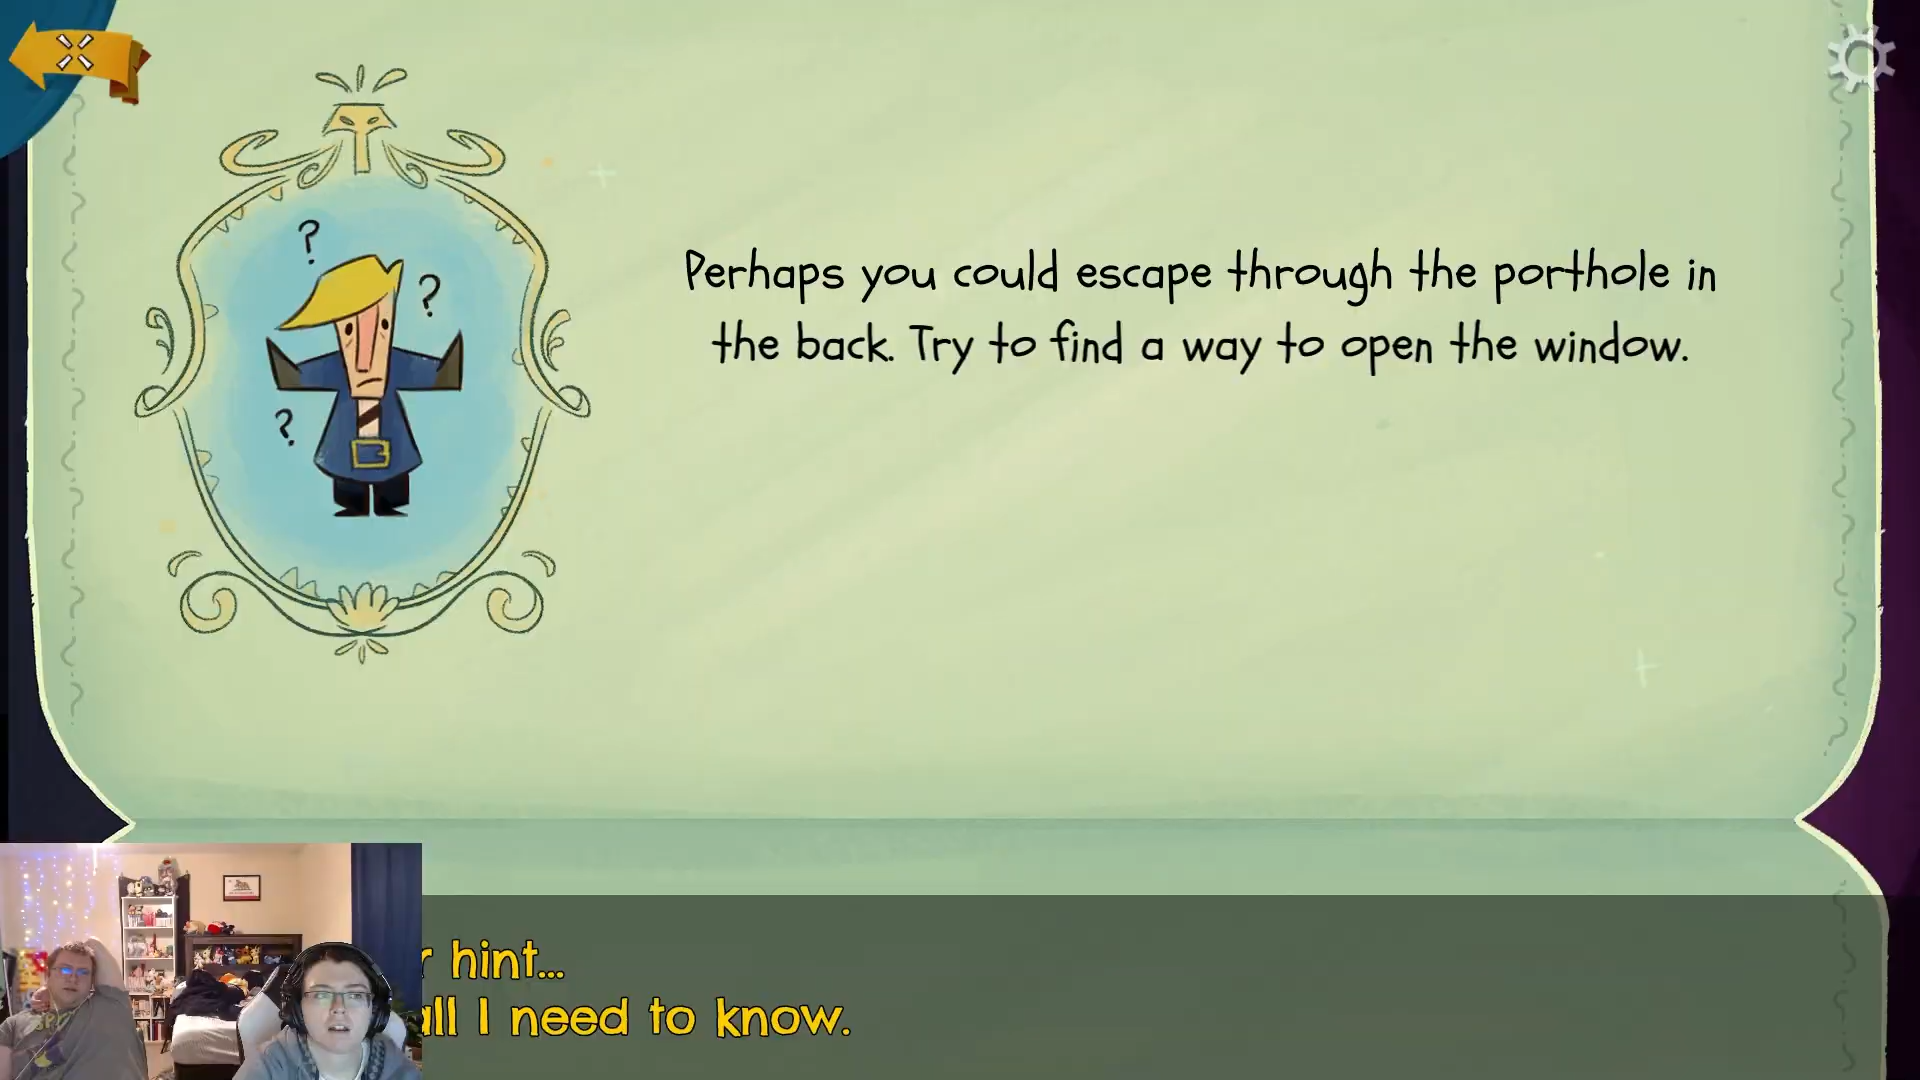 ?
?
?
Perhaps you could escape through the porthole in
the back. Try to find a way to open the window.
hint...
all I need to know.